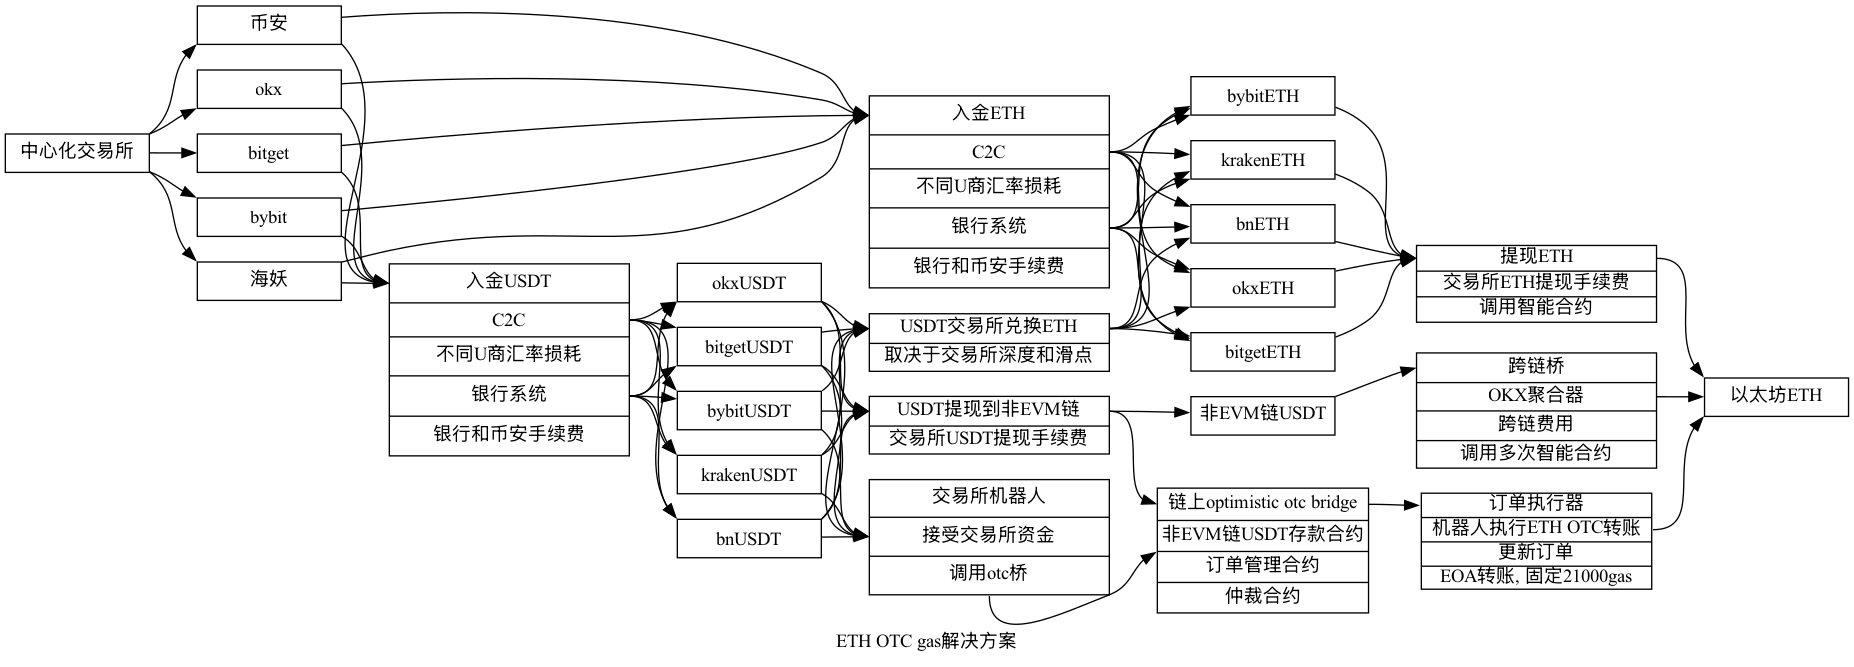 中心化交易所
币安
okx
bitget
bybit
海妖
入金USDT
C2C
不同U商汇率损耗
银行系统
银行和币安手续费
okxUSDT
bitgetUSDT
bybitUSDT
krakenUSDT
bnUSDT
入金ETH
C2C
不同U商汇率损耗
银行系统
银行和币安手续费
USDT交易所兑换ETH
取决于交易所深度和滑点
USDT提现到非EVM链
交易所USDT提现手续费
交易所机器人
接受交易所资金
调用otc桥
bybitETH
krakenETH
bnETH
okxETH
bitgetETH
非EVM链USDT
链上optimistic otc bridge
非EVM链USDT存款合约
订单管理合约
仲裁合约
提现ETH
交易所ETH提现手续费
调用智能合约
跨链桥
OKX聚合器
跨链费用
调用多次智能合约
订单执行器
机器人执行ETH OTC转账
更新订单
EOA转账, 固定21000gas
以太坊ETH
ETH OTC gas解决方案